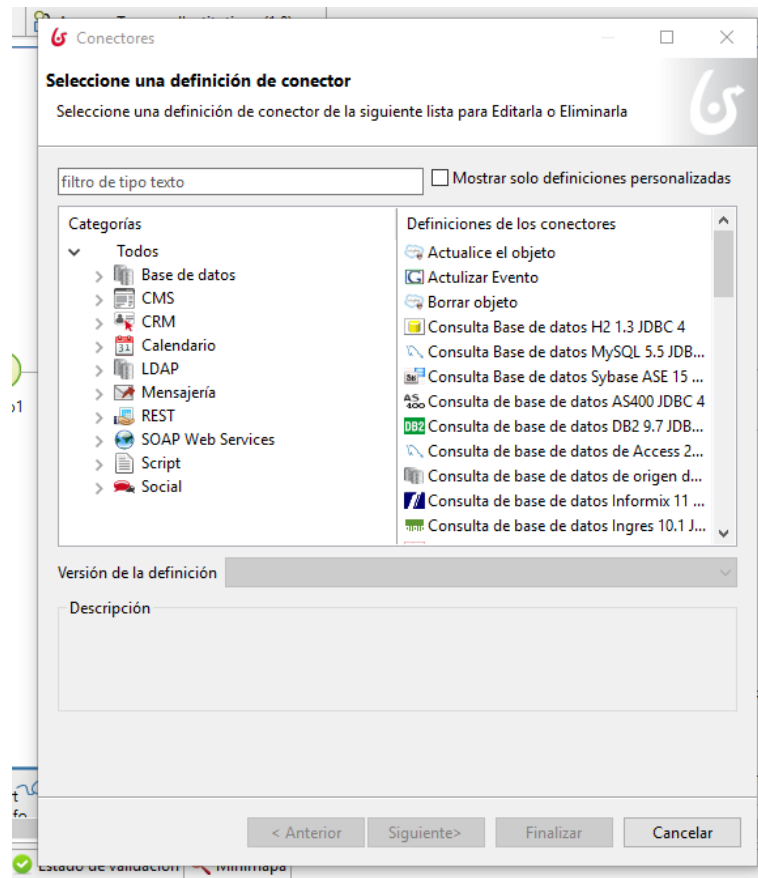 Conectores
Seleccione una definición de conector
Seleccione una definición de conector de la siguiente lista para Editarla o Eliminarla
filtro de tipo texto
Mostrar solo definiciones personalizadas
Categorías
Todos
Base de datos
CMS
CRM
Calendario
LDAP
Mensajería
REST
SOAP Web Services
Script
Social
Definiciones de los conectores
Actualice el objeto
Actulizar Evento
Borrar objeto
Consulta Base de datos H2 1.3 JDBC 4
Consulta Base de datos MySQL 5.5 JDB...
Consulta Base de datos Sybase ASE 15 ...
Consulta de base de datos AS400 JDBC 4
Consulta de base de datos DB2 9.7 JDB...
Consulta de base de datos de Access 2...
Consulta de base de datos de origen d...
Consulta de base de datos Informix 11 ...
Consulta de base de datos Ingres 10.1 J...
Versión de la definición
Descripción
< Anterior
Siguiente>
Finalizar
Cancelar
Estado de validación
Minimapa